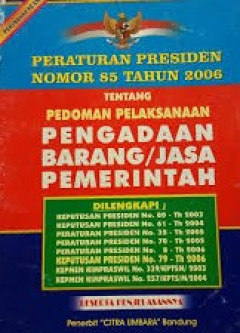 PERATURAN PRESIDEN
NOMOR 85 TAHUN 2006
TENTANG
PEDOMAN PELAKSANAAN
PENGADAAN
BARANG/JASA
PEMERINTAH
DILENGKAPI:
KEPUTUSAN PRESIDEN No. 80 - Th 2003
KEPUTUSAN PRESIDEN No. 61 - Th 2004
PERATURAN PRESIDEN No. 32 - Th 2005
PERATURAN PRESIDEN No. 70 - Th 2005
PERATURAN PRESIDEN No. 8 - Th 2006
KEPUTUSAN PRESIDEN No. 79 - Th 2006
KEPMEN KIMPRASWIL No. 339/KPTS/M/2003
KEPMEN KIMPRASWIL No. 257/KPTS/M/2004
BESERTA PENJELASANNYA
Penerbit "CITRA UMBARA" Bandung